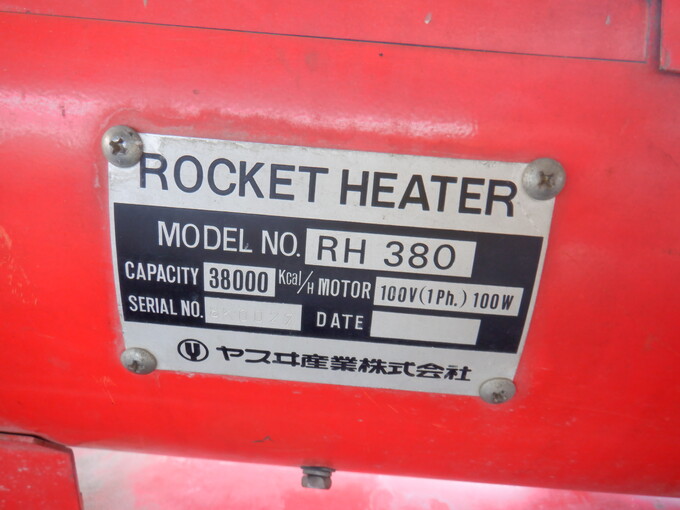 ROCKET HEATER
MODEL NO. RH 380
CAPACITY 38000 Kcal/H MOTOR 100V(1Ph.) 100W
SERIAL NO. DATE
ヤスヰ産業株式会社